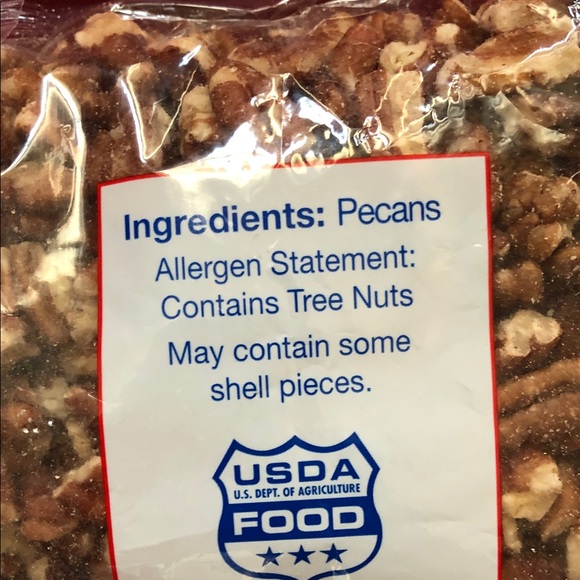 Ingredients: Pecans
Allergen Statement:
Contains Tree Nuts
May contain some
shell pieces.
USDA
U.S. DEPT. OF AGRICULTURE
FOOD